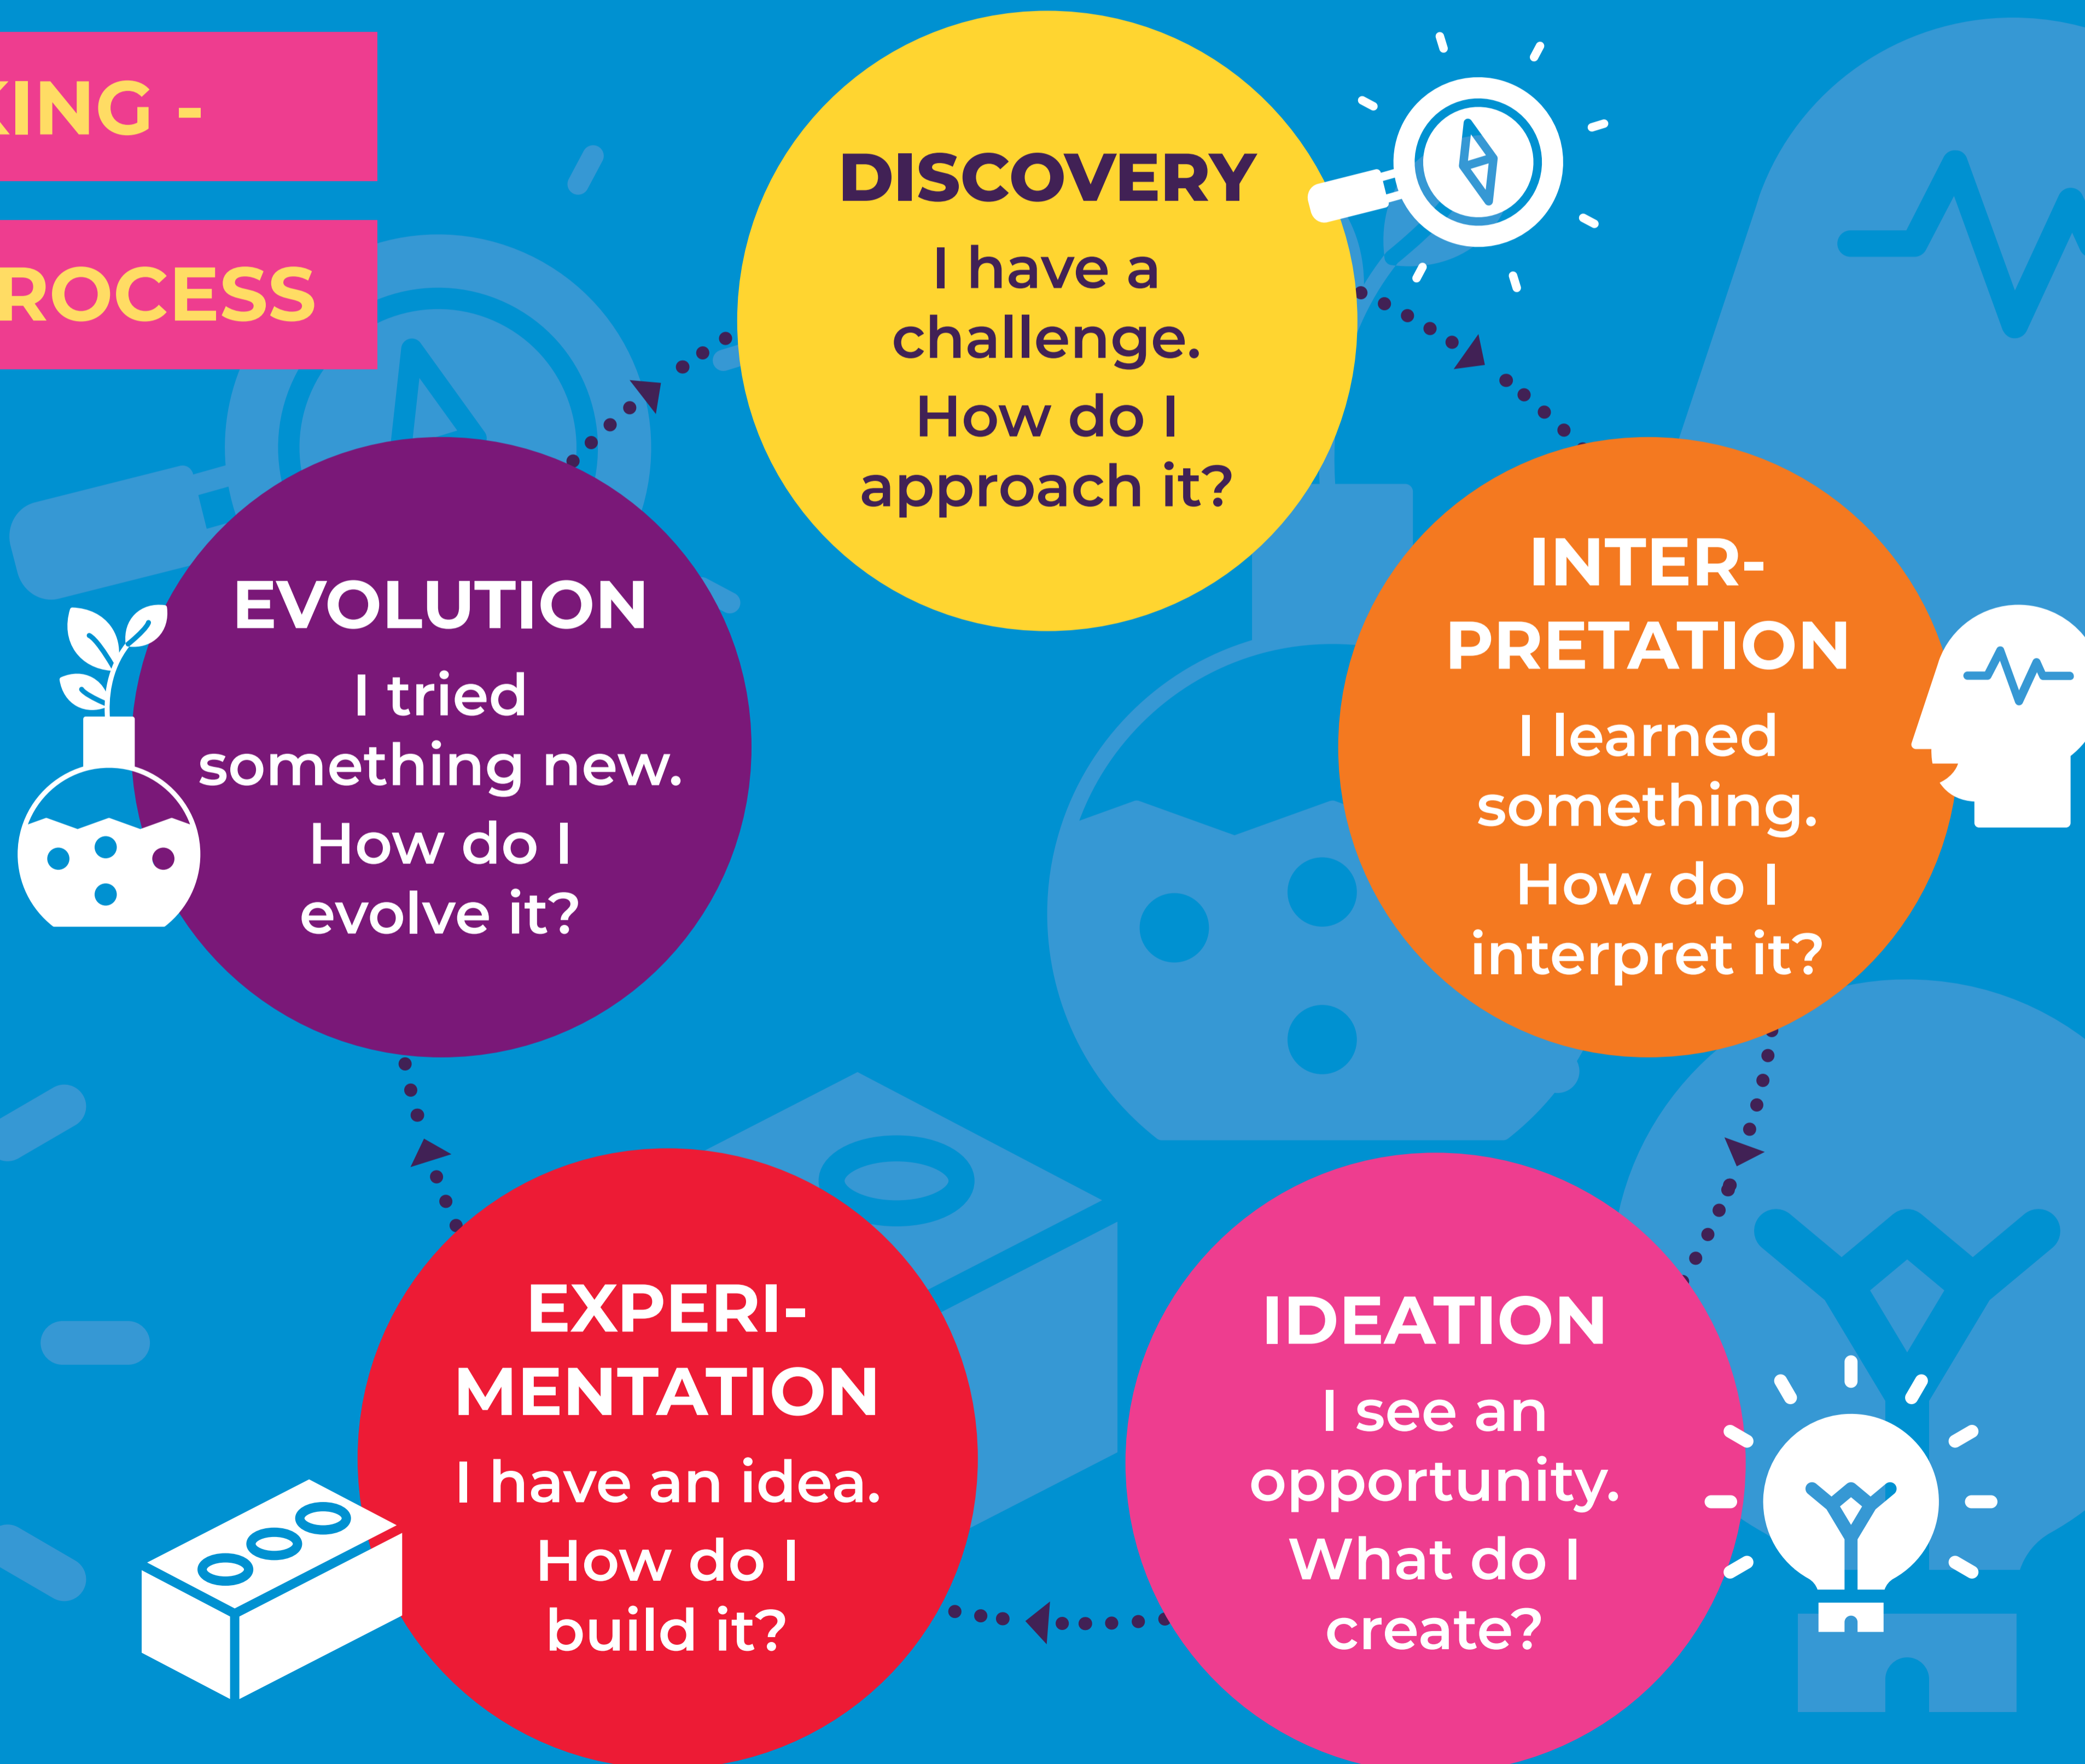 KING -
ROCESS
DISCOVERY
I have a
challenge.
How do I
approach it?
INTER-
PRETATION
I learned
something.
How do I
interpret it?
IDEATION
I see an
opportunity.
What do I
create?
EXPERI-
MENTATION
I have an idea.
How do I
build it?
EVOLUTION
I tried
something new.
How do I
evolve it?